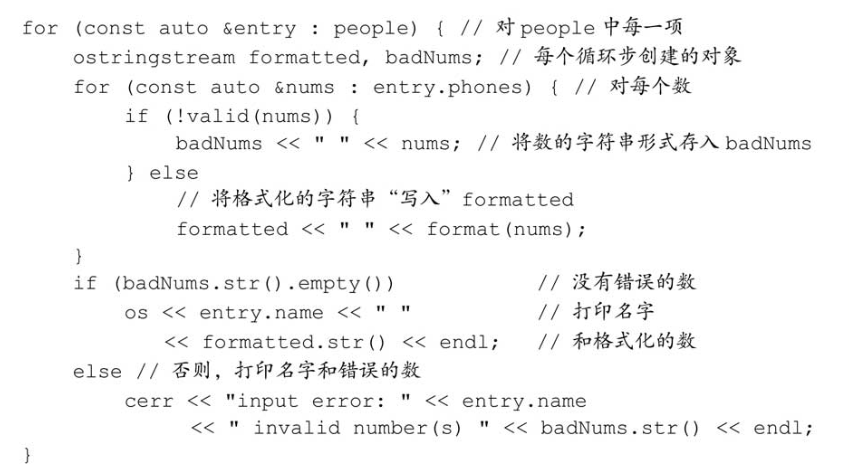 for (const auto &entry : people) { // 对people中每一项
    ostringstream formatted, badNums; // 每个循环步创建的对象
    for (const auto &nums : entry.phones) { // 对每个数
        if (!valid(nums)) {
            badNums << " " << nums; // 将数的字符串形式存入badNums
        } else
            // 将格式化的字符串“写入”formatted
            formatted << " " << format(nums);
    }
    if (badNums.str().empty())           // 没有错误的数
        os << entry.name << " "          // 打印名字
           << formatted.str() << endl;   // 和格式化的数
    else // 否则，打印名字和错误的数
        cerr << "input error: " << entry.name
             << " invalid number(s) " << badNums.str() << endl;
}